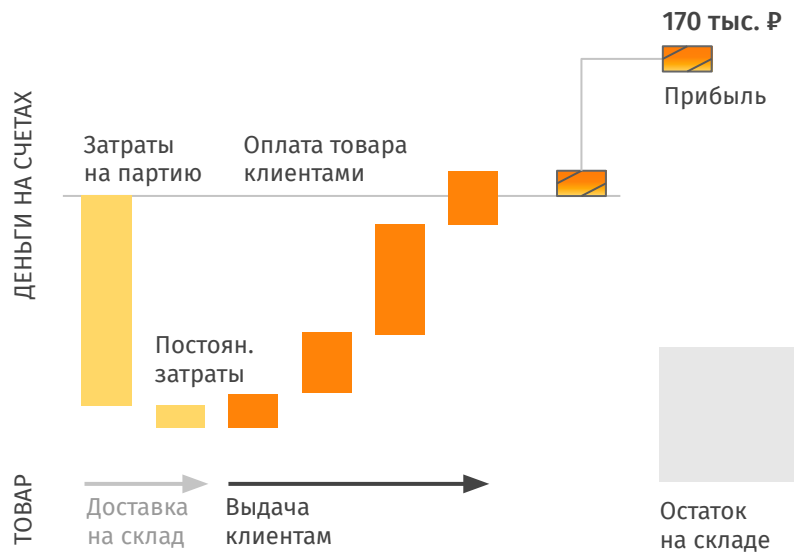 170 тыс. ₽
Прибыль
ДЕНЬГИ НА СЧЕТАХ
Затраты
на партию
Оплата товара
клиентами
Постоян.
затраты
ТОВАР
Доставка
на склад
Выдача
клиентам
Остаток
на складе